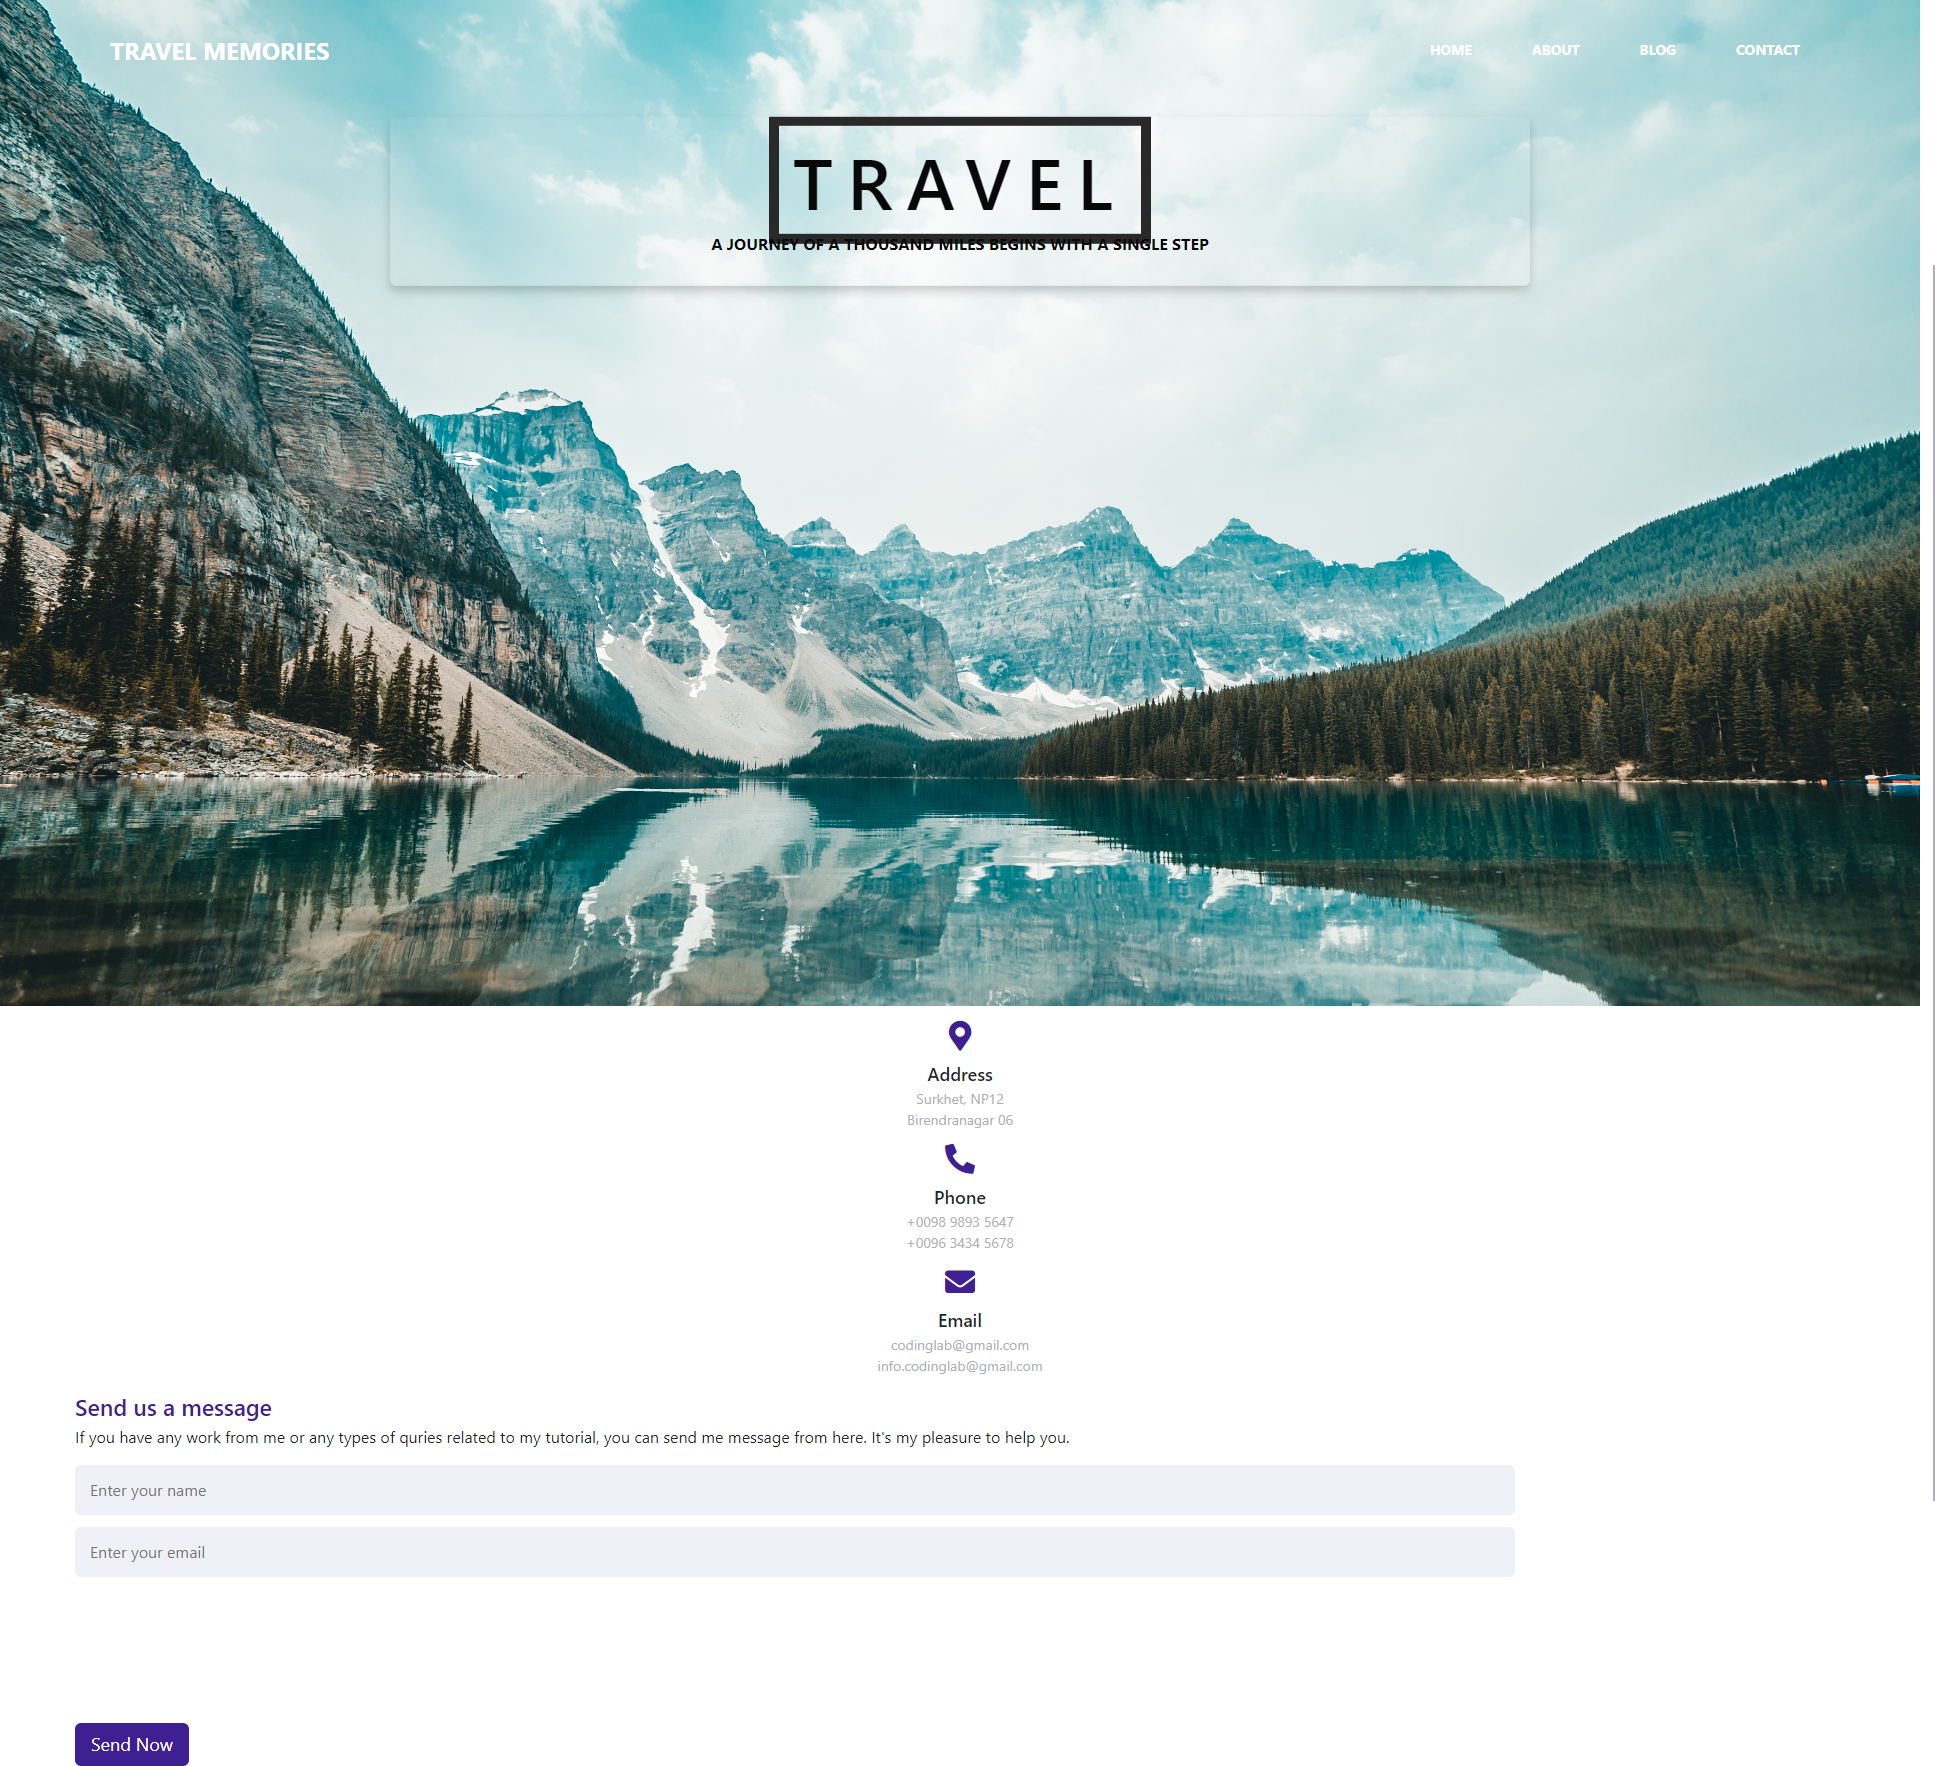 TRAVEL MEMORIES
HOME ABOUT BLOG CONTACT
TRAVEL
A JOURNEY OF A THOUSAND MILES BEGINS WITH A SINGLE STEP
Address
Surkhet, NP12
Birendranagar 06
Phone
+0098 9893 5647
+0096 3434 5678
Email
codinglab@gmail.com
info.codinglab@gmail.com
Send us a message
If you have any work from me or any types of quries related to my tutorial, you can send me message from here. It's my pleasure to help you.
Enter your name
Enter your email
Send Now